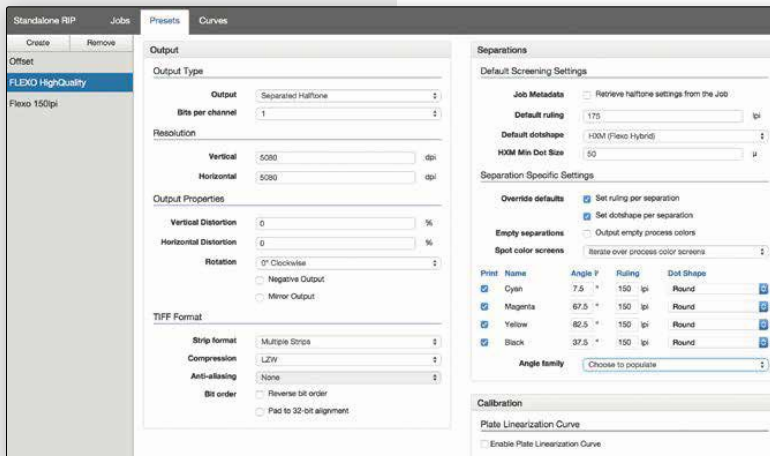 Standalone RIP Jobs Presets Curves
Create Remove
Offset
FLEXO HighQuality
Flexo 150lpi
Output
Output Type
Output Separated Halftone
Bits per channel 1
Resolution
Vertical 5080 dpi
Horizontal 5080 dpi
Output Properties
Vertical Distortion 0 %
Horizontal Distortion 0 %
Rotation 0° Clockwise
Negative Output
Mirror Output
TIFF Format
Strip format Multiple Strips
Compression LZW
Anti-aliasing None
Bit order Reverse bit order
Pad to 32-bit alignment
Separations
Default Screening Settings
Job Metadata Retrieve halftone settings from the Job
Default ruling 175 lpi
Default dotshape HXM (Flexo Hybrid)
HXM Min Dot Size 50 µ
Separation Specific Settings
Override defaults Set ruling per separation
Set dotshape per separation
Empty separations Output empty process colors
Spot color screens Iterate over process color screens
Print Name Angle Ruling Dot Shape
Cyan 7.5 ° 150 lpi Round
Magenta 67.5 ° 150 lpi Round
Yellow 82.5 ° 150 lpi Round
Black 37.5 ° 150 lpi Round
Angle family Choose to populate
Calibration
Plate Linearization Curve
Enable Plate Linearization Curve